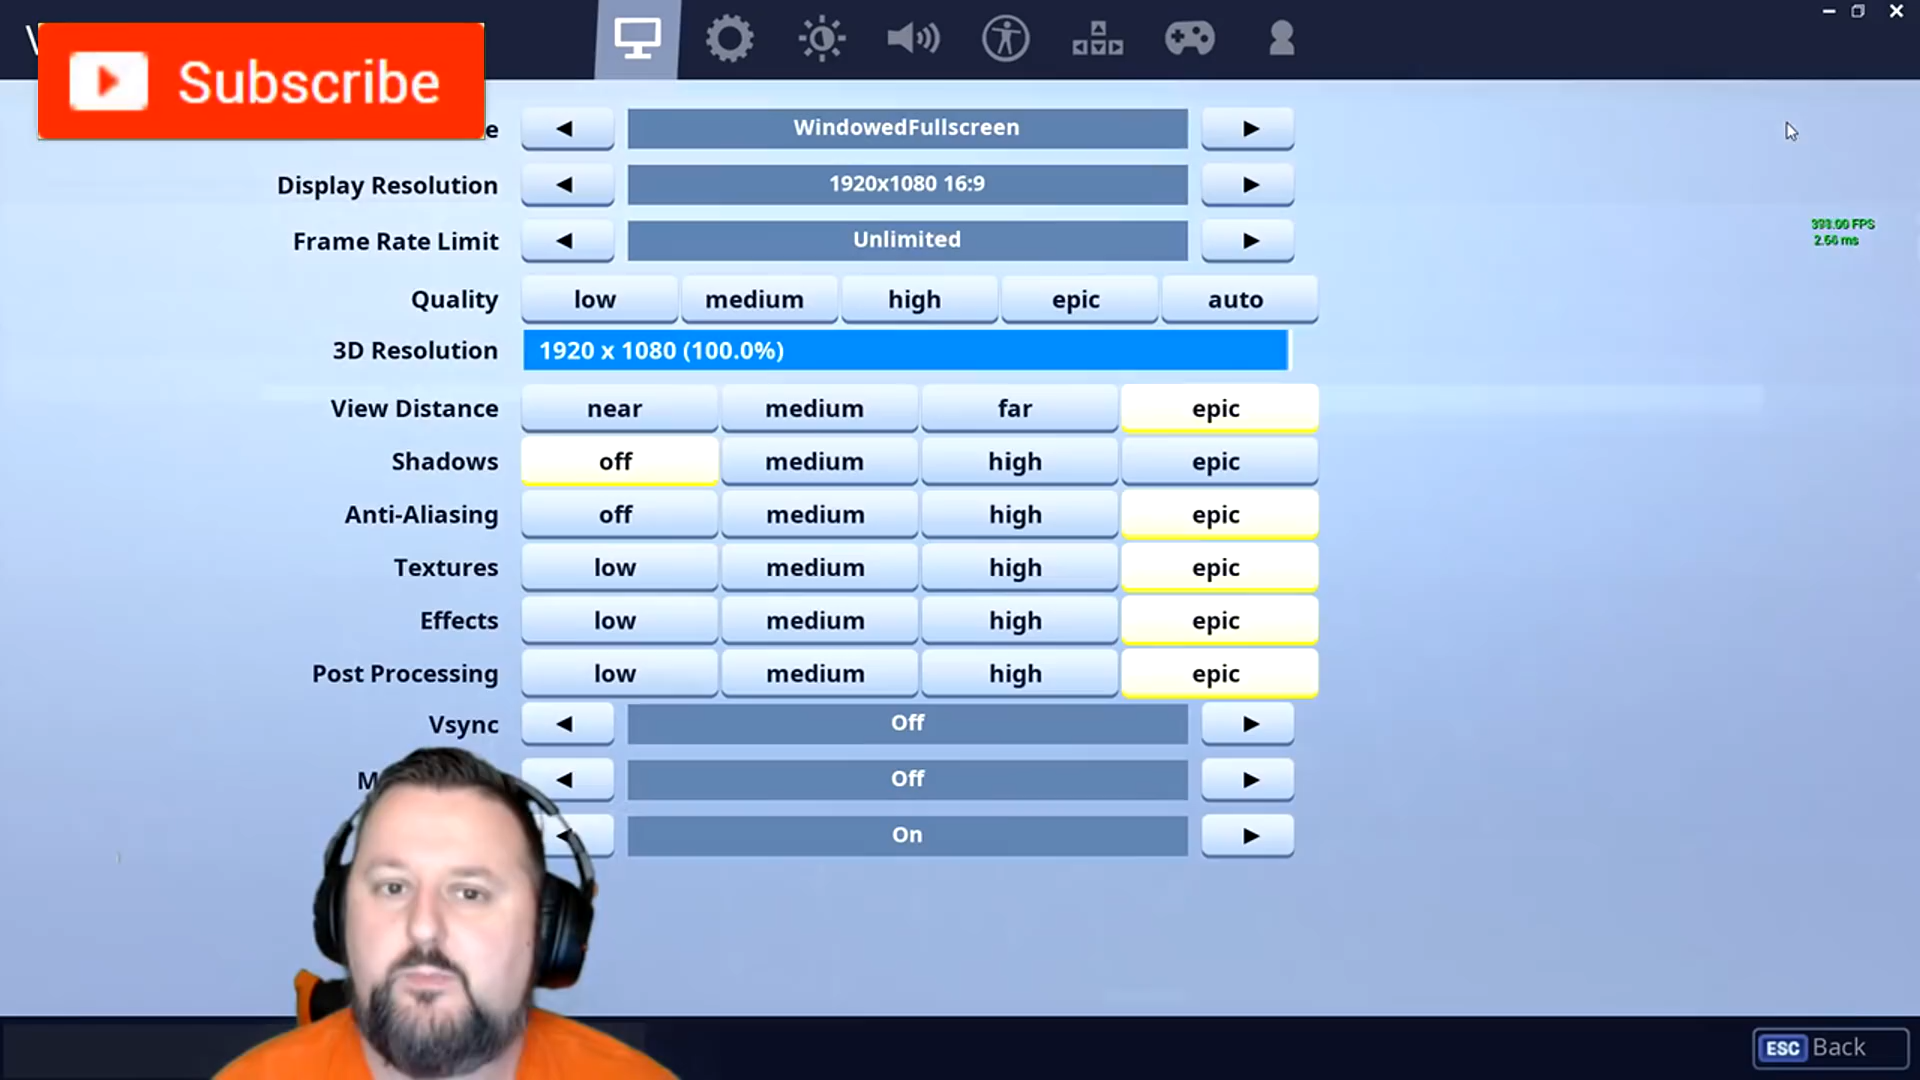 V
Subscribe
e
WindowedFullscreen
Display Resolution
1920x1080 16:9
Frame Rate Limit
Unlimited
2.56 ms
Quality
low
medium
high
epic
auto
3D Resolution
1920 x 1080 (100.0%)
View Distance
near
medium
far
epic
Shadows
off
medium
high
epic
Anti-Aliasing
off
medium
high
epic
Textures
low
medium
high
epic
Effects
low
medium
high
epic
Post Processing
low
medium
high
epic
Vsync
Off
M
Off
On
ESC Back